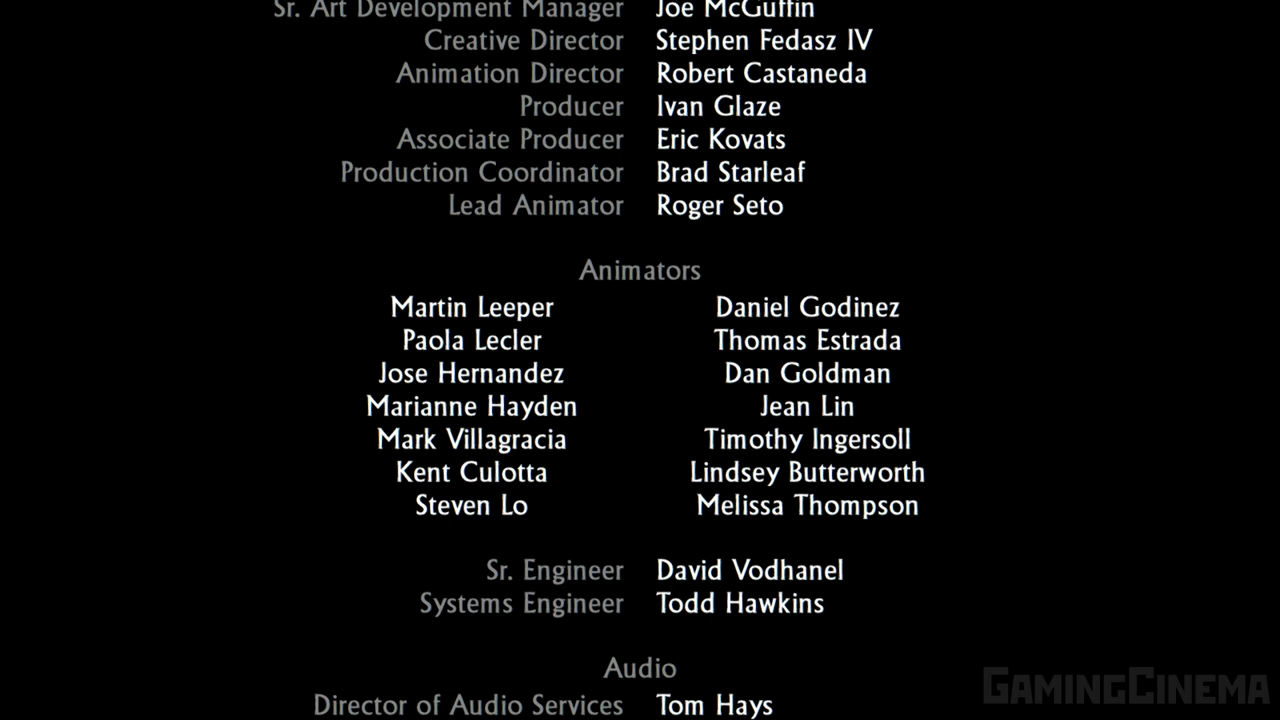 Sr. Art Development Manager Joe McGuffin
Creative Director Stephen Fedasz IV
Animation Director Robert Castaneda
Producer Ivan Glaze
Associate Producer Eric Kovats
Production Coordinator Brad Starleaf
Lead Animator Roger Seto
Animators
Martin Leeper Daniel Godinez
Paola Lecler Thomas Estrada
Jose Hernandez Dan Goldman
Marianne Hayden Jean Lin
Mark Villagracia Timothy Ingersoll
Kent Culotta Lindsey Butterworth
Steven Lo Melissa Thompson
Sr. Engineer David Vodhanel
Systems Engineer Todd Hawkins
Audio
Director of Audio Services Tom Hays
GAMINGCINEMA